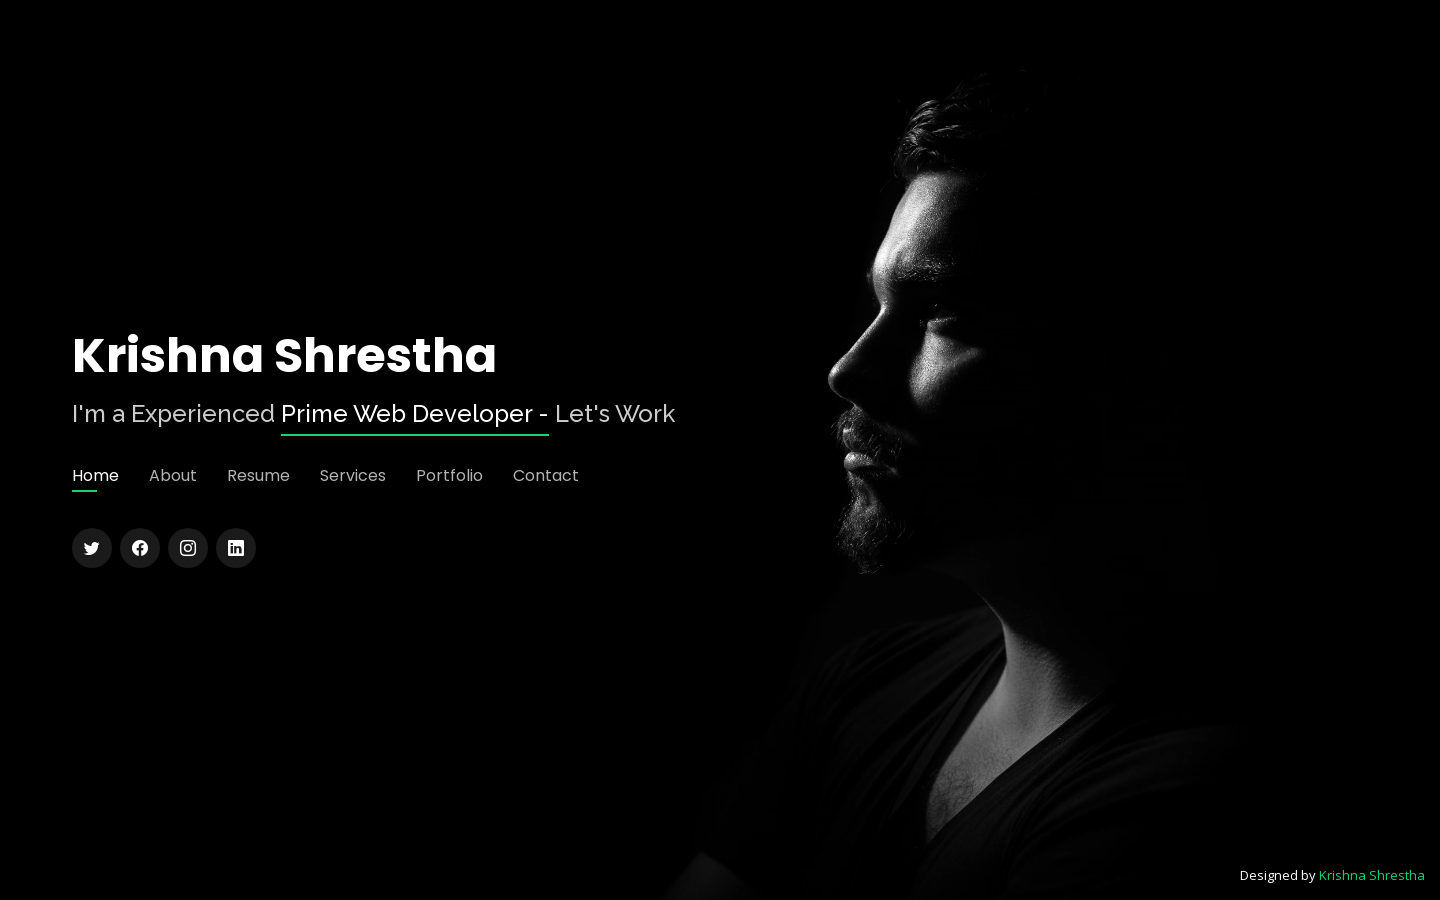 Krishna Shrestha
I'm a Experienced Prime Web Developer - Let's Work
Home About Resume Services Portfolio Contact
Designed by Krishna Shrestha